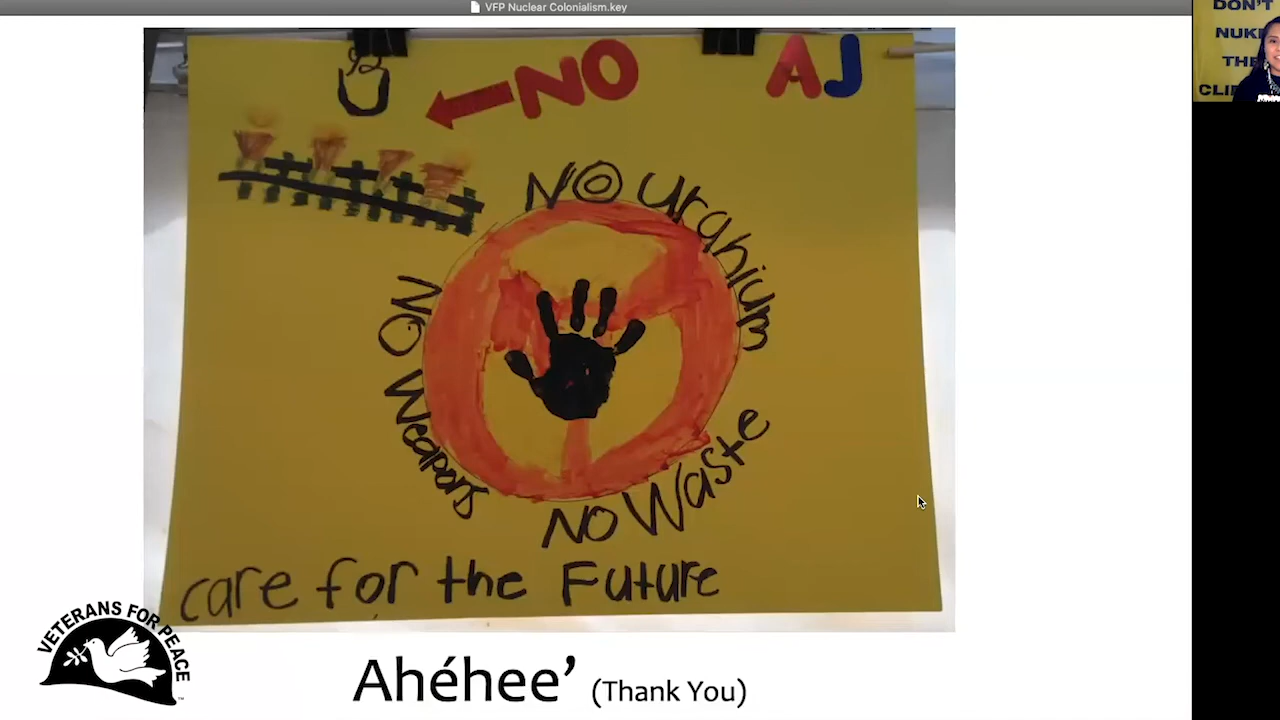 VFP Nuclear Colonialism.key
DON'T
NUKE
THE
CLI
92
U
NO
AJ
NO Uranium
NO Weapons
NO Waste
care for the Future
VETERANS FOR PEACE
Ahéhee’ (Thank You)